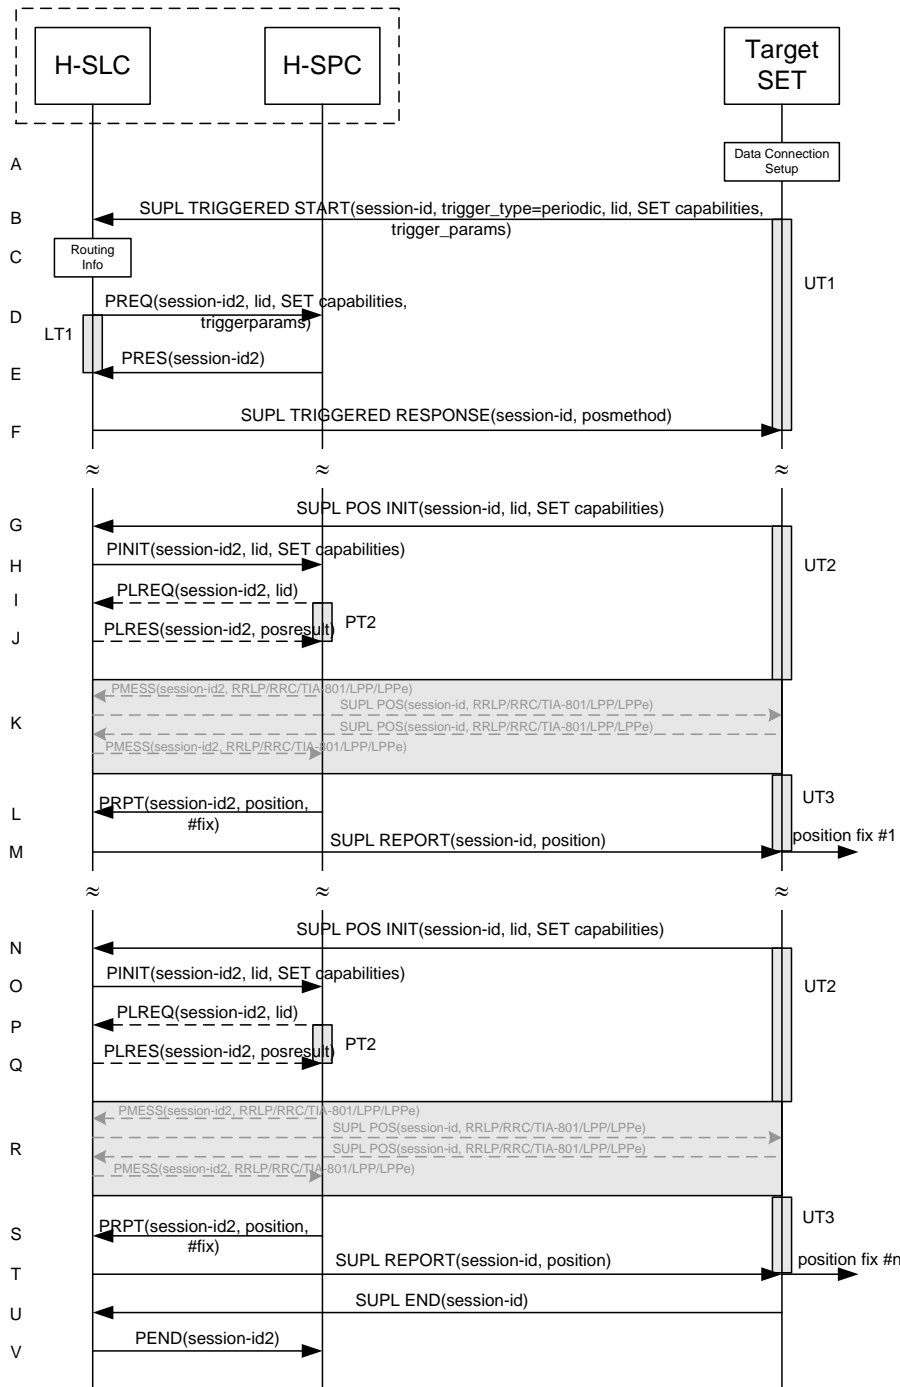 H-SLC
H-SPC
Target
SET
A
Data Connection
Setup
B
SUPL TRIGGERED START(session-id, trigger_type=periodic, lid, SET capabilities,
trigger_params)
C
Routing
Info
UT1
D
PREQ(session-id2, lid, SET capabilities,
triggerparams)
LT1
E
PRES(session-id2)
F
SUPL TRIGGERED RESPONSE(session-id, posmethod)
≈ ≈ ≈
G
SUPL POS INIT(session-id, lid, SET capabilities)
H
PINIT(session-id2, lid, SET capabilities)
UT2
I
PLREQ(session-id2, lid)
PT2
J
PLRES(session-id2, posresult)
PMESS(session-id2, RRLP/RRC/TIA-801/LPP/LPPe)
SUPL POS(session-id, RRLP/RRC/TIA-801/LPP/LPPe)
K
SUPL POS(session-id, RRLP/RRC/TIA-801/LPP/LPPe)
PMESS(session-id2, RRLP/RRC/TIA-801/LPP/LPPe)
UT3
L
PRPT(session-id2, position,
#fix)
M
SUPL REPORT(session-id, position)
position fix #1
≈ ≈ ≈
N
SUPL POS INIT(session-id, lid, SET capabilities)
O
PINIT(session-id2, lid, SET capabilities)
UT2
P
PLREQ(session-id2, lid)
PT2
Q
PLRES(session-id2, posresult)
PMESS(session-id2, RRLP/RRC/TIA-801/LPP/LPPe)
SUPL POS(session-id, RRLP/RRC/TIA-801/LPP/LPPe)
R
SUPL POS(session-id, RRLP/RRC/TIA-801/LPP/LPPe)
PMESS(session-id2, RRLP/RRC/TIA-801/LPP/LPPe)
UT3
S
PRPT(session-id2, position,
#fix)
T
SUPL REPORT(session-id, position)
position fix #n
U
SUPL END(session-id)
V
PEND(session-id2)